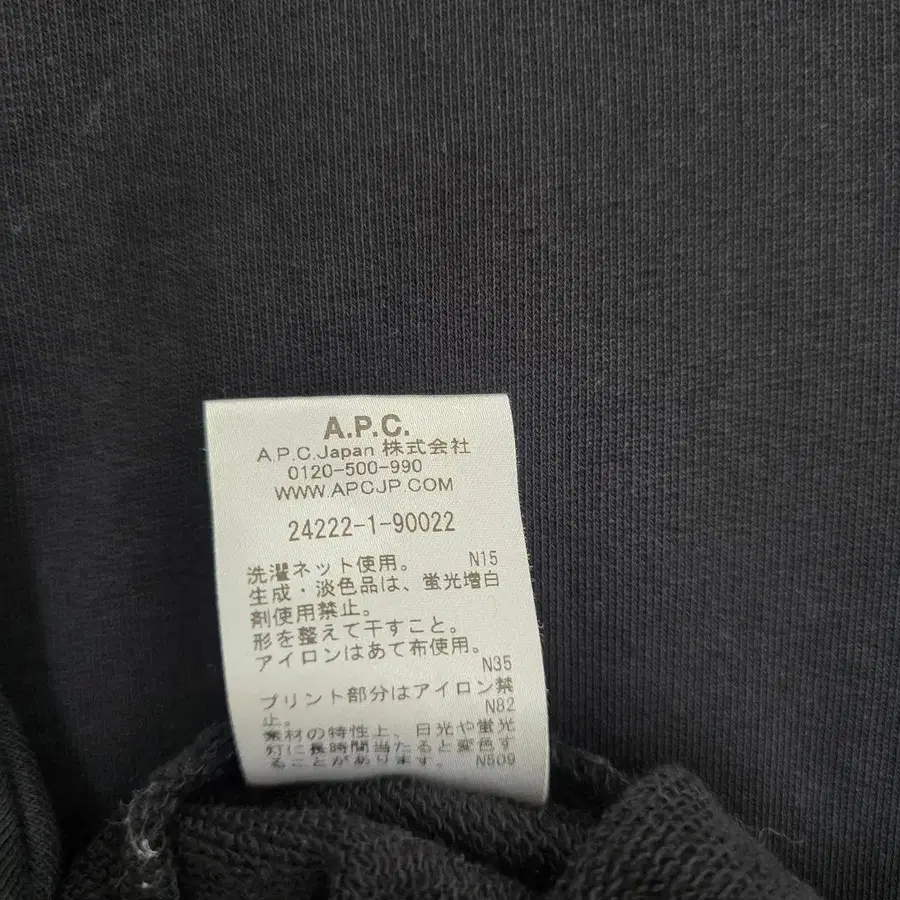 A.P.C.
A.P.C.Japan 株式会社
0120-500-990
WWW.APCJP.COM
24222-1-90022
洗濯ネット使用。 N15
生成・淡色品は、蛍光増白
剤使用禁止。
形を整えて干すこと。
アイロンはあて布使用。
N35
プリント部分はアイロン禁
止。 N82
素材の特性上、日光や蛍光
灯に長時間当たると変色す
ることがあります。 N809